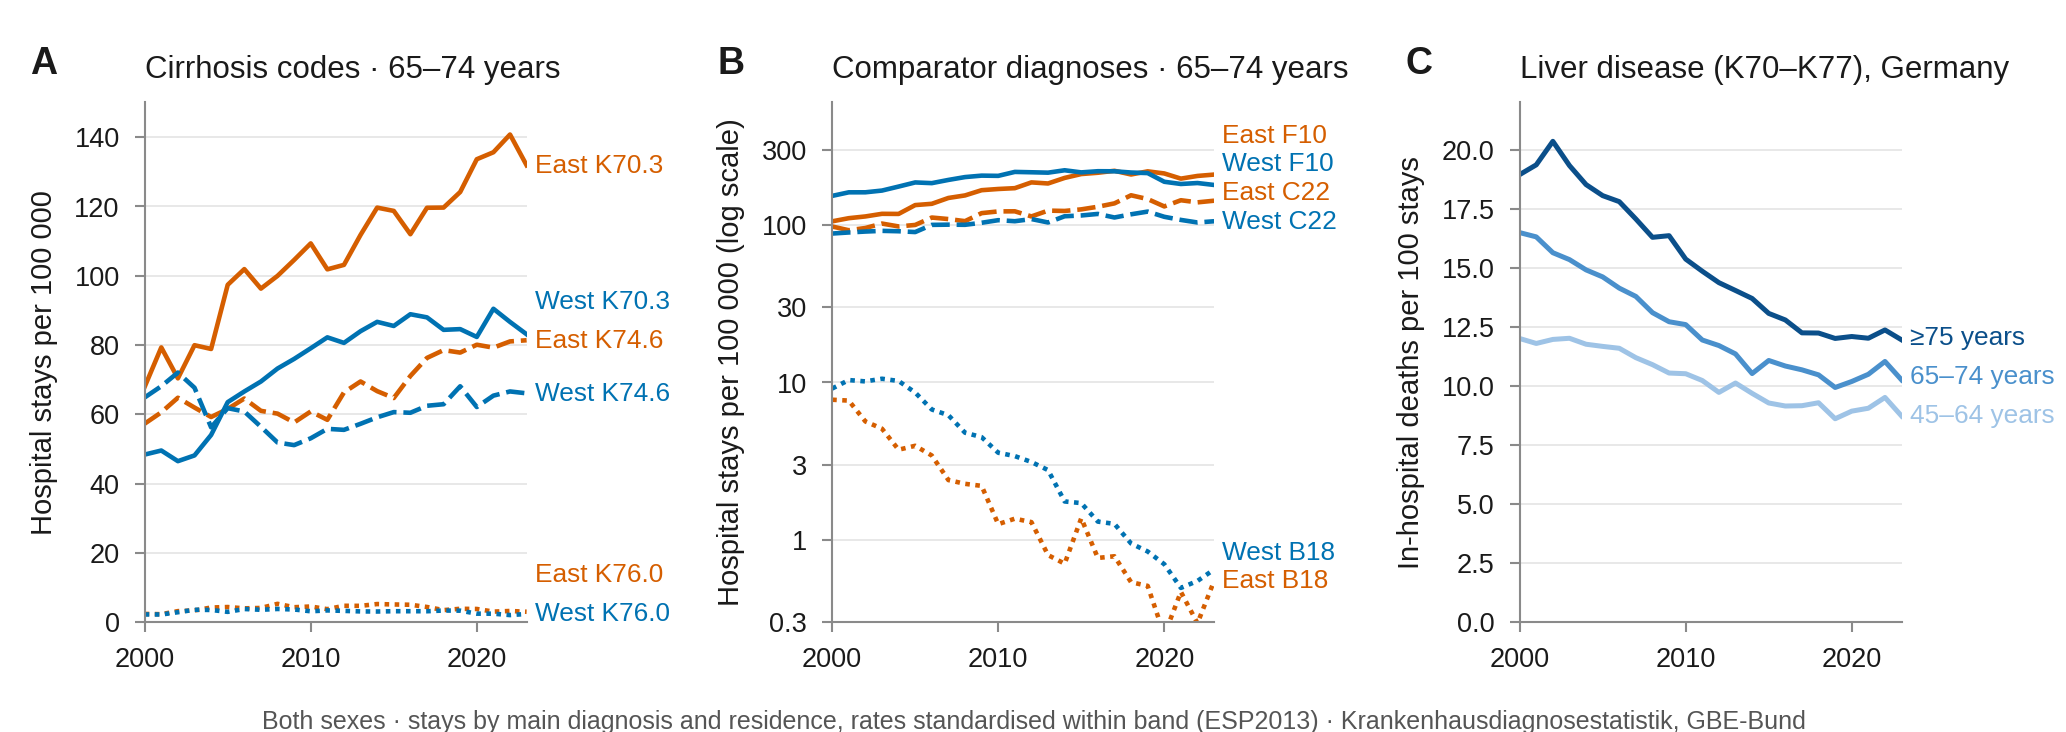 A
Cirrhosis codes · 65–74 years
Hospital stays per 100 000
140
120
100
80
60
40
20
0
2000
2010
2020
East K70.3
West K70.3
East K74.6
West K74.6
East K76.0
West K76.0
B
Comparator diagnoses · 65–74 years
Hospital stays per 100 000 (log scale)
300
100
30
10
3
1
0.3
2000
2010
2020
East F10
West F10
East C22
West C22
West B18
East B18
C
Liver disease (K70–K77), Germany
In-hospital deaths per 100 stays
20.0
17.5
15.0
12.5
10.0
7.5
5.0
2.5
0.0
2000
2010
2020
≥75 years
65–74 years
45–64 years
Both sexes · stays by main diagnosis and residence, rates standardised within band (ESP2013) · Krankenhausdiagnosestatistik, GBE-Bund